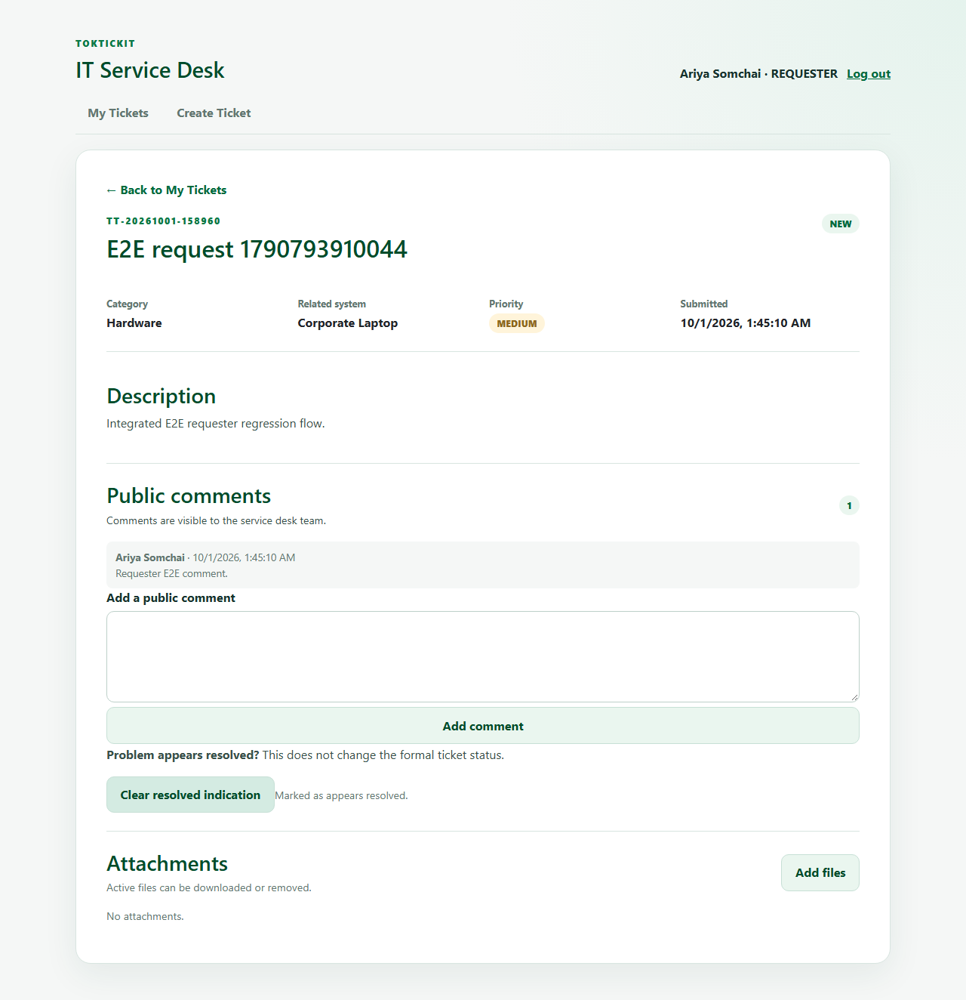 TOKTICKIT
IT Service Desk
Ariya Somchai · REQUESTER Log out
My Tickets Create Ticket
← Back to My Tickets
TT-20261001-158960
NEW
E2E request 1790793910044
Category Related system Priority Submitted
Hardware Corporate Laptop MEDIUM 10/1/2026, 1:45:10 AM
Description
Integrated E2E requester regression flow.
Public comments
1
Comments are visible to the service desk team.
Ariya Somchai · 10/1/2026, 1:45:10 AM
Requester E2E comment.
Add a public comment
Add comment
Problem appears resolved? This does not change the formal ticket status.
Clear resolved indication Marked as appears resolved.
Attachments
Add files
Active files can be downloaded or removed.
No attachments.